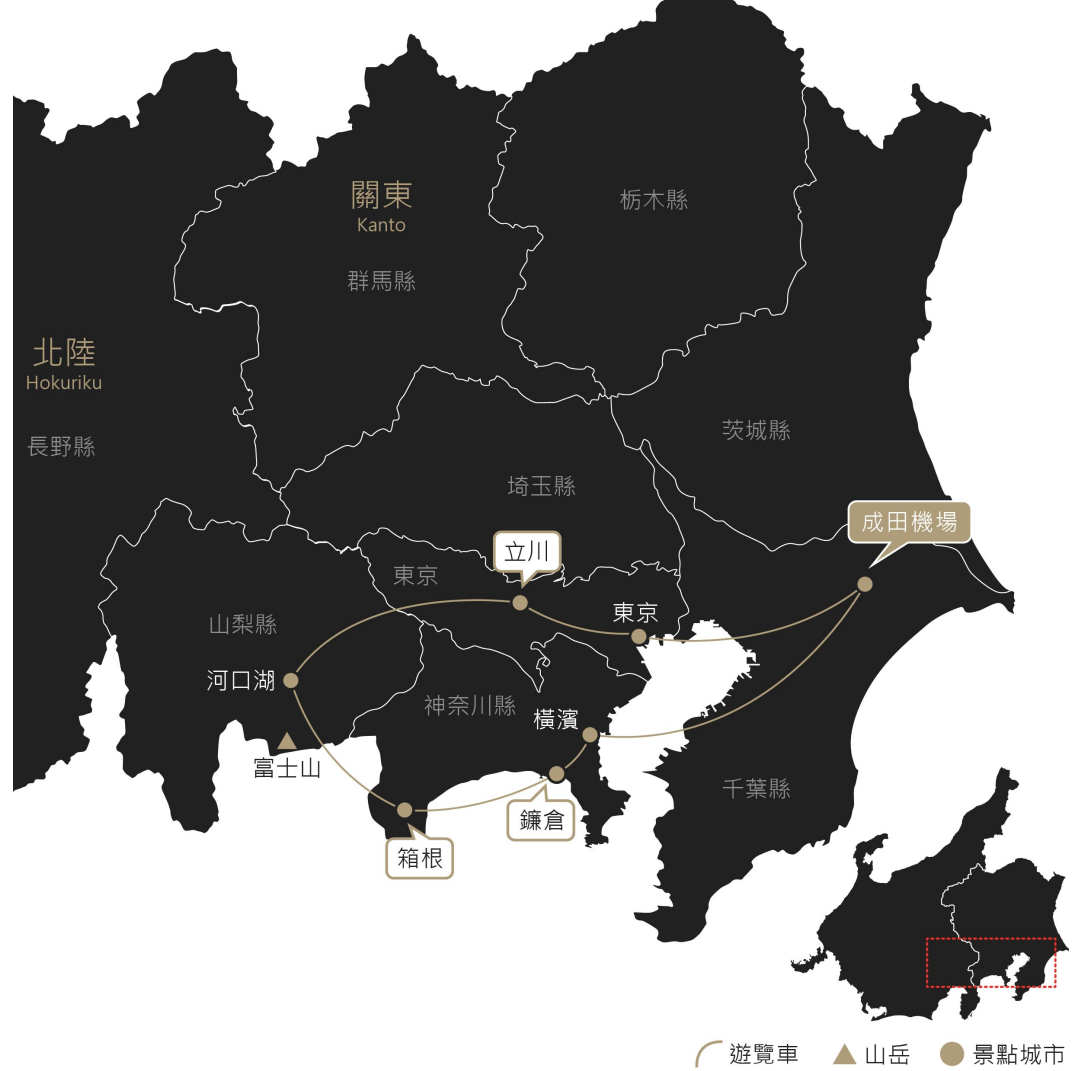 關東
Kanto
栃木縣
群馬縣
北陸
Hokuriku
長野縣
茨城縣
埼玉縣
成田機場
立川
東京
東京
山梨縣
河口湖
神奈川縣
橫濱
富士山
千葉縣
鎌倉
箱根
遊覽車
山岳
景點城市